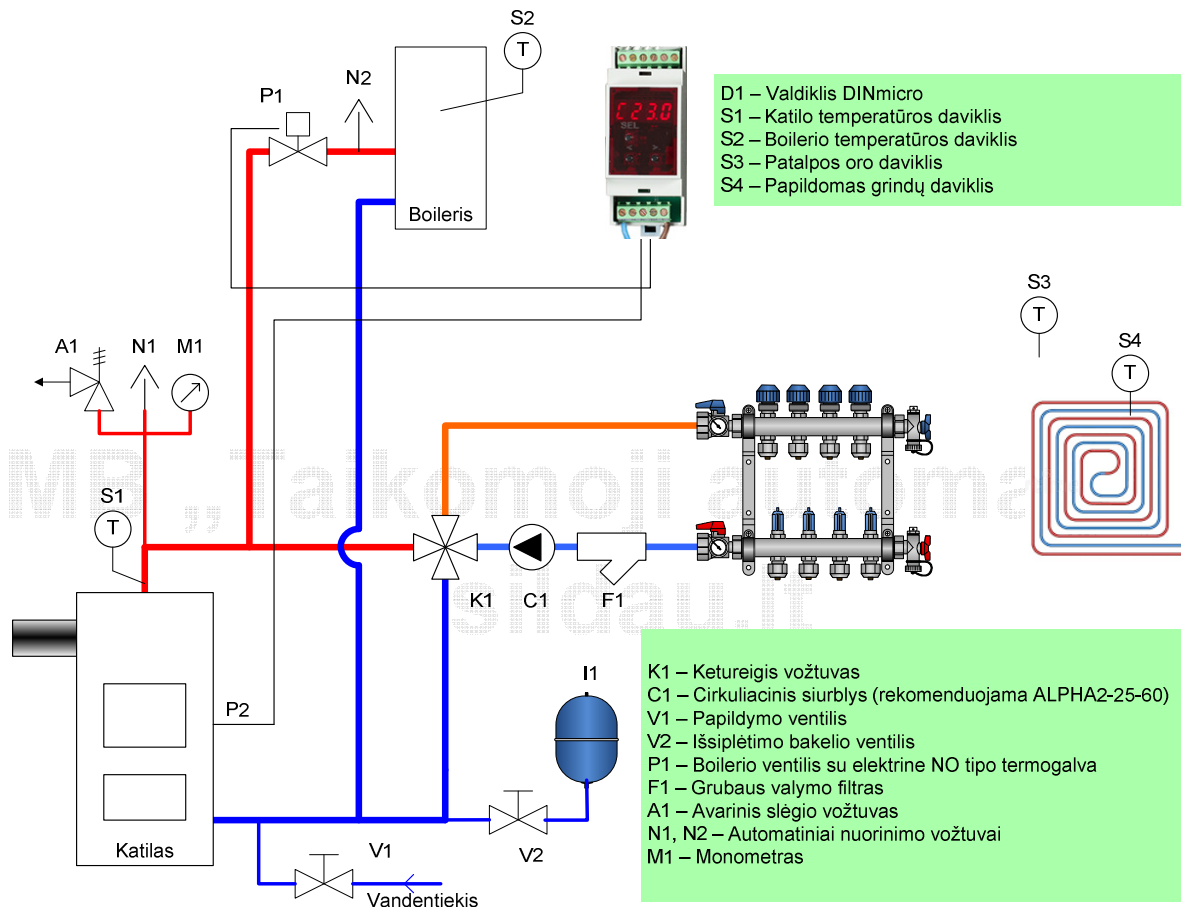 S2
T
N2
P1
C23.0
SEL
Boileris
D1 – Valdiklis DINmicro
S1 – Katilo temperatūros daviklis
S2 – Boilerio temperatūros daviklis
S3 – Patalpos oro daviklis
S4 – Papildomas grindų daviklis
S3
T
S4
T
A1
N1
M1
MB „Taikomoji automa
sildau.lt
S1
T
K1
C1
F1
P2
I1
K1 – Ketureigis vožtuvas
C1 – Cirkuliacinis siurblys (rekomenduojama ALPHA2-25-60)
V1 – Papildymo ventilis
V2 – Išsiplėtimo bakelio ventilis
P1 – Boilerio ventilis su elektrine NO tipo termogalva
F1 – Grubaus valymo filtras
A1 – Avarinis slėgio vožtuvas
N1, N2 – Automatiniai nuorinimo vožtuvai
M1 – Monometras
Katilas
V1
V2
Vandentiekis